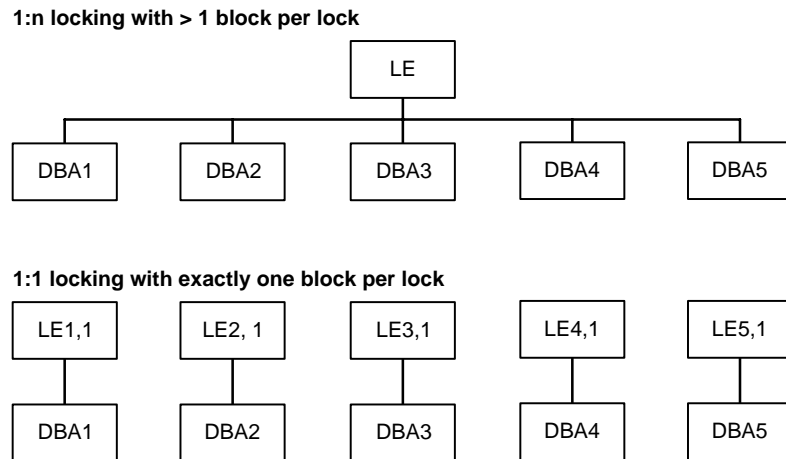 1:n locking with > 1 block per lock
LE
DBA1 DBA2 DBA3 DBA4 DBA5
1:1 locking with exactly one block per lock
LE1,1 LE2, 1 LE3,1 LE4,1 LE5,1
DBA1 DBA2 DBA3 DBA4 DBA5